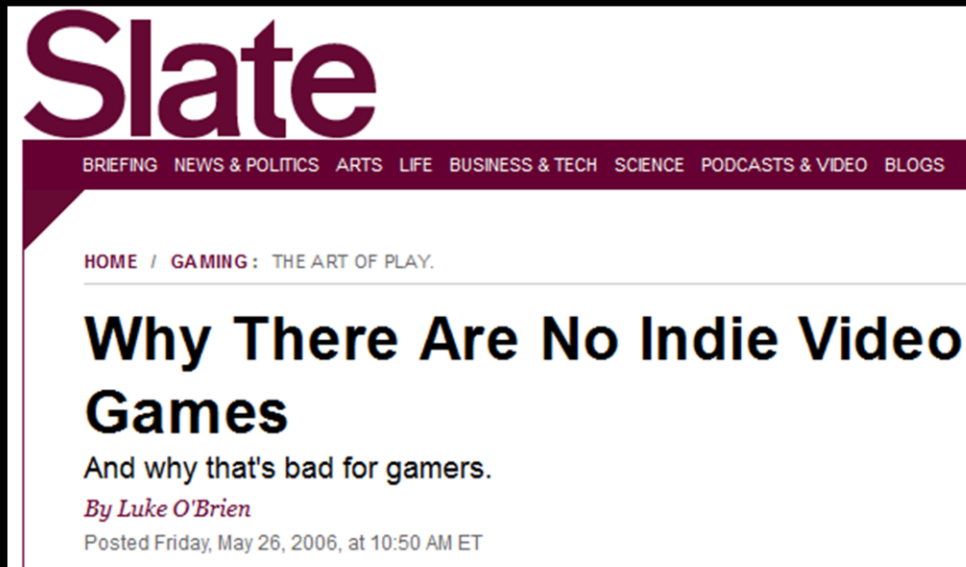 Slate
BRIEFING NEWS & POLITICS ARTS LIFE BUSINESS & TECH SCIENCE PODCASTS & VIDEO BLOGS
HOME / GAMING: THE ART OF PLAY.
Why There Are No Indie Video
Games
And why that's bad for gamers.
By Luke O'Brien
Posted Friday, May 26, 2006, at 10:50 AM ET